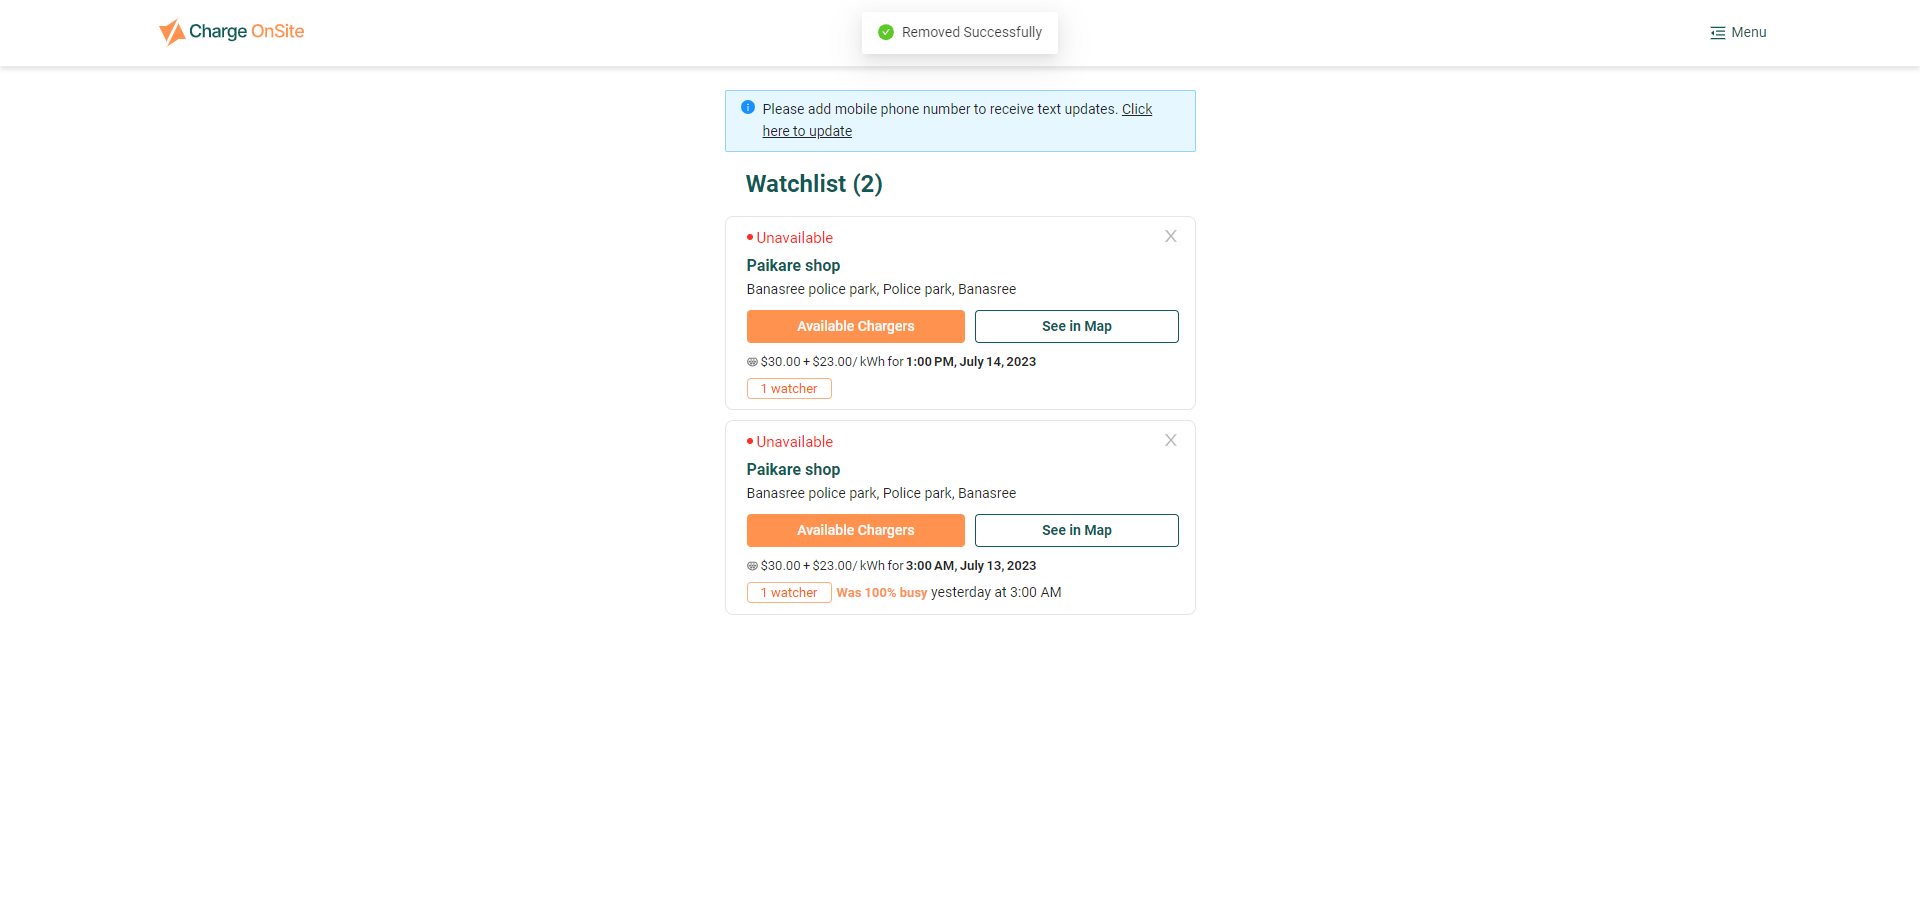 Charge OnSite
Removed Successfully
Menu
Please add mobile phone number to receive text updates. Click
here to update
Watchlist (2)
Unavailable
X
Paikare shop
Banasree police park, Police park, Banasree
Available Chargers
See in Map
$30.00 + $23.00/ kWh for 1:00 PM, July 14, 2023
1 watcher
Unavailable
X
Paikare shop
Banasree police park, Police park, Banasree
Available Chargers
See in Map
$30.00 + $23.00/ kWh for 3:00 AM, July 13, 2023
1 watcher Was 100% busy yesterday at 3:00 AM